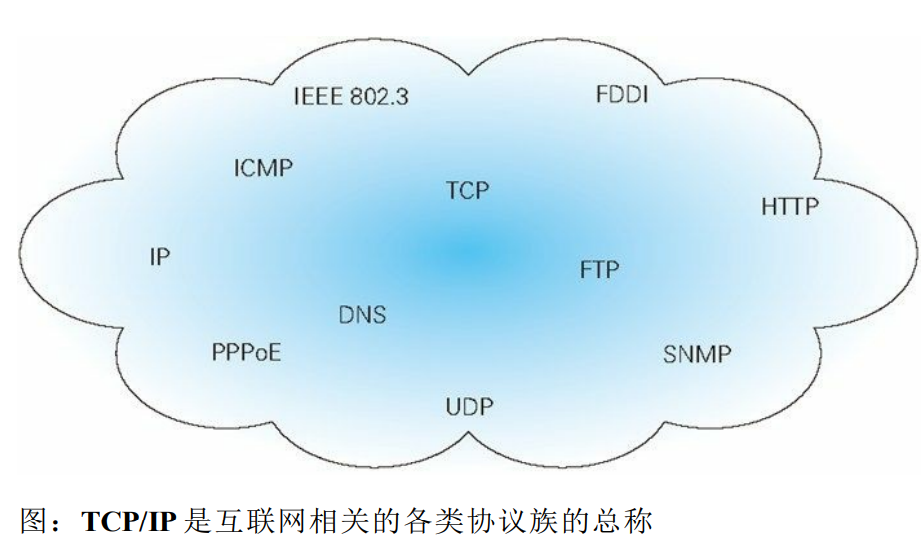 IEEE 802.3
FDDI
ICMP
TCP
HTTP
IP
FTP
DNS
PPPoE
SNMP
UDP
图：TCP/IP 是互联网相关的各类协议族的总称